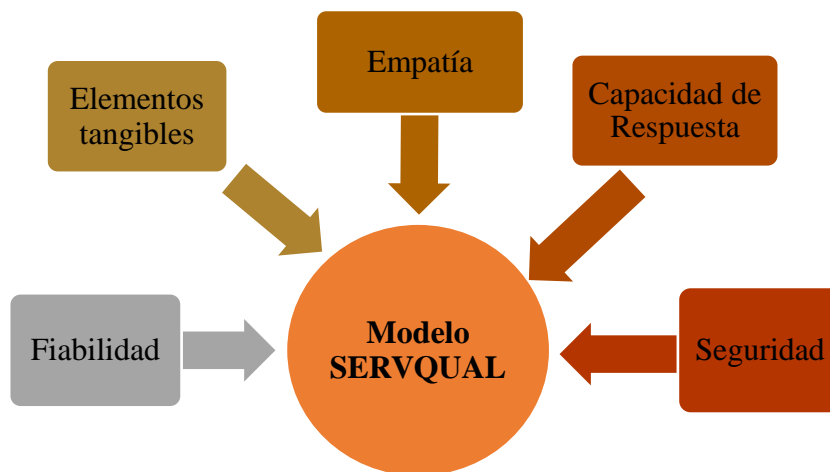 Empatía
Elementos
tangibles
Capacidad de
Respuesta
Fiabilidad
Modelo
SERVQUAL
Seguridad